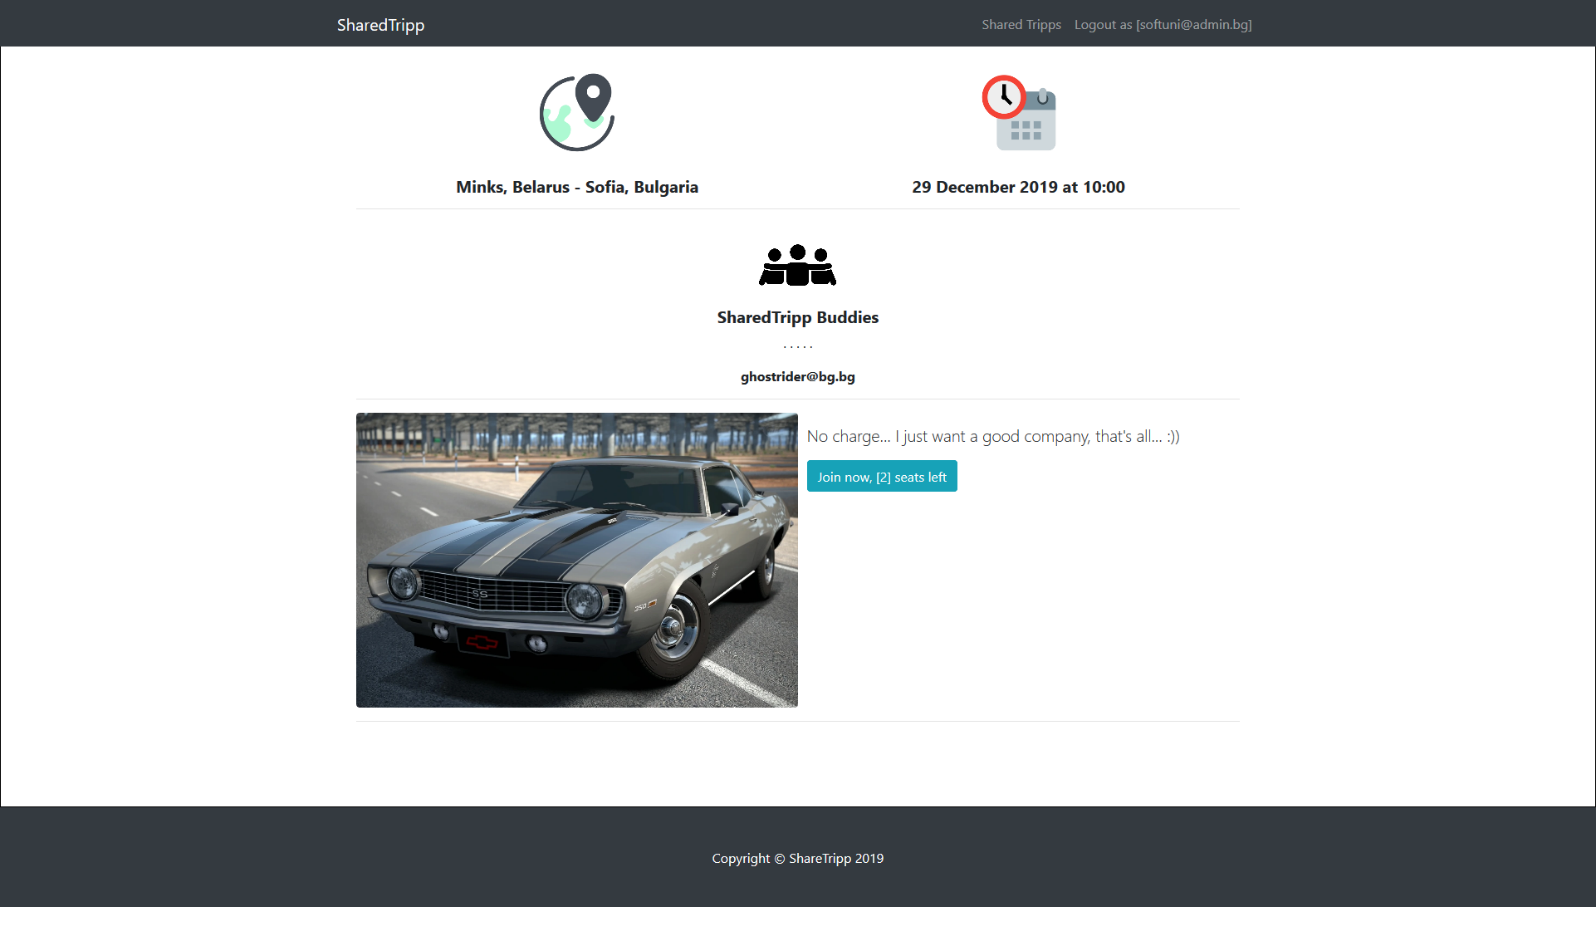 SharedTripp
Shared Tripps Logout as [softuni@admin.bg]
Minks, Belarus - Sofia, Bulgaria
29 December 2019 at 10:00
SharedTripp Buddies
. . . . .
ghostrider@bg.bg
No charge... I just want a good company, that's all... :))
Join now, [2] seats left
SS
350
Copyright © ShareTripp 2019